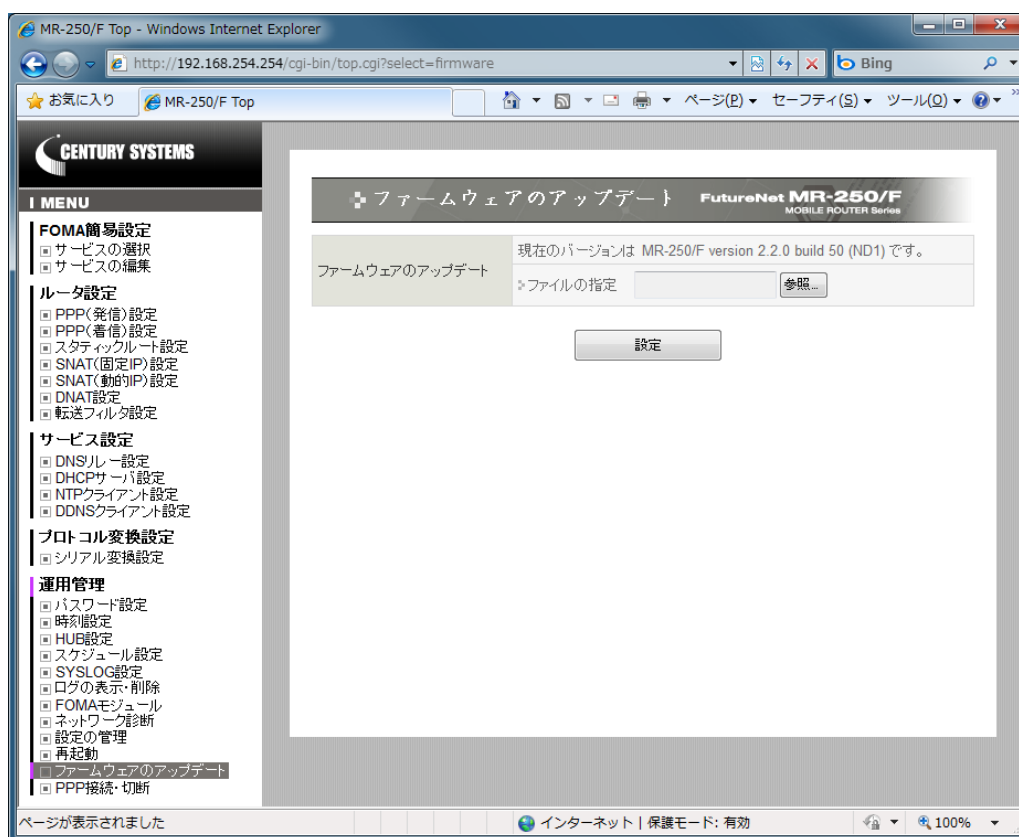 MR-250/F Top - Windows Internet Explorer
http://192.168.254.254/cgi-bin/top.cgi?select=firmware
Bing
お気に入り
MR-250/F Top
ページ(P)
セーフティ(S)
ツール(O)
CENTURY SYSTEMS
MENU
FOMA簡易設定
サービスの選択
サービスの編集
ルータ設定
PPP(発信)設定
PPP(着信)設定
スタティックルート設定
SNAT(固定IP)設定
SNAT(動的IP)設定
DNAT設定
転送フィルタ設定
サービス設定
DNSリレー設定
DHCPサーバ設定
NTPクライアント設定
DDNSクライアント設定
プロトコル変換設定
シリアル変換設定
運用管理
パスワード設定
時刻設定
HUB設定
スケジュール設定
SYSLOG設定
ログの表示・削除
FOMAモジュール
ネットワーク診断
設定の管理
再起動
ファームウェアのアップデート
PPP接続・切断
ファームウェアのアップデート
FutureNet MR-250/F
MOBILE ROUTER Series
ファームウェアのアップデート
現在のバージョンは MR-250/F version 2.2.0 build 50 (ND1) です。
ファイルの指定
参照...
設定
ページが表示されました
インターネット | 保護モード: 有効
100%